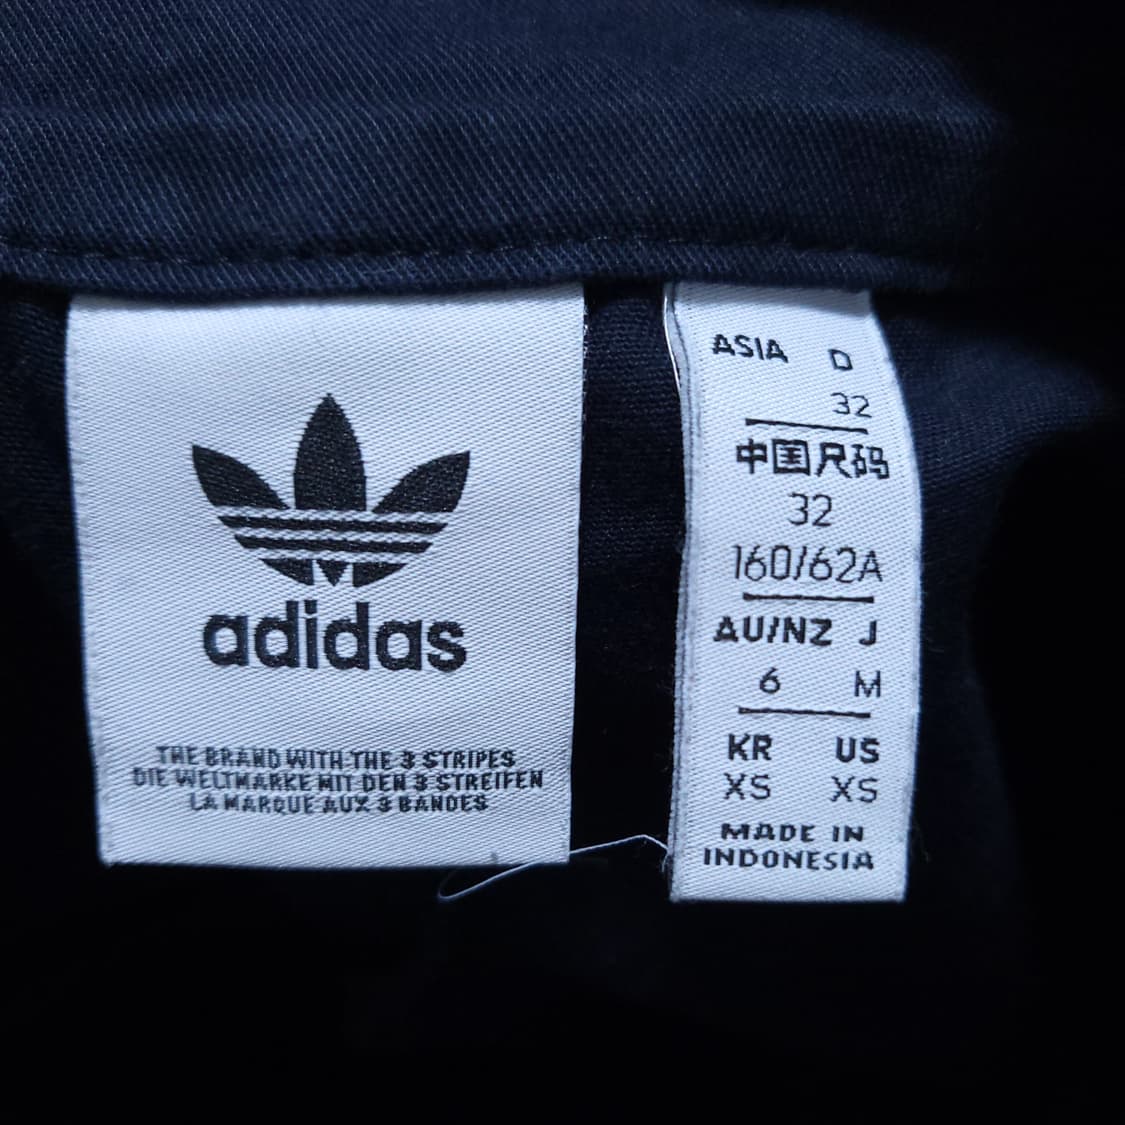 adidas
THE BRAND WITH THE 3 STRIPES
DIE WELTMARKE MIT DEN 3 STREIFEN
LA MARQUE AUX 3 BANDES
ASIA D
32
中国尺码
32
160/62A
AU/NZ J
6 M
KR US
XS XS
MADE IN
INDONESIA